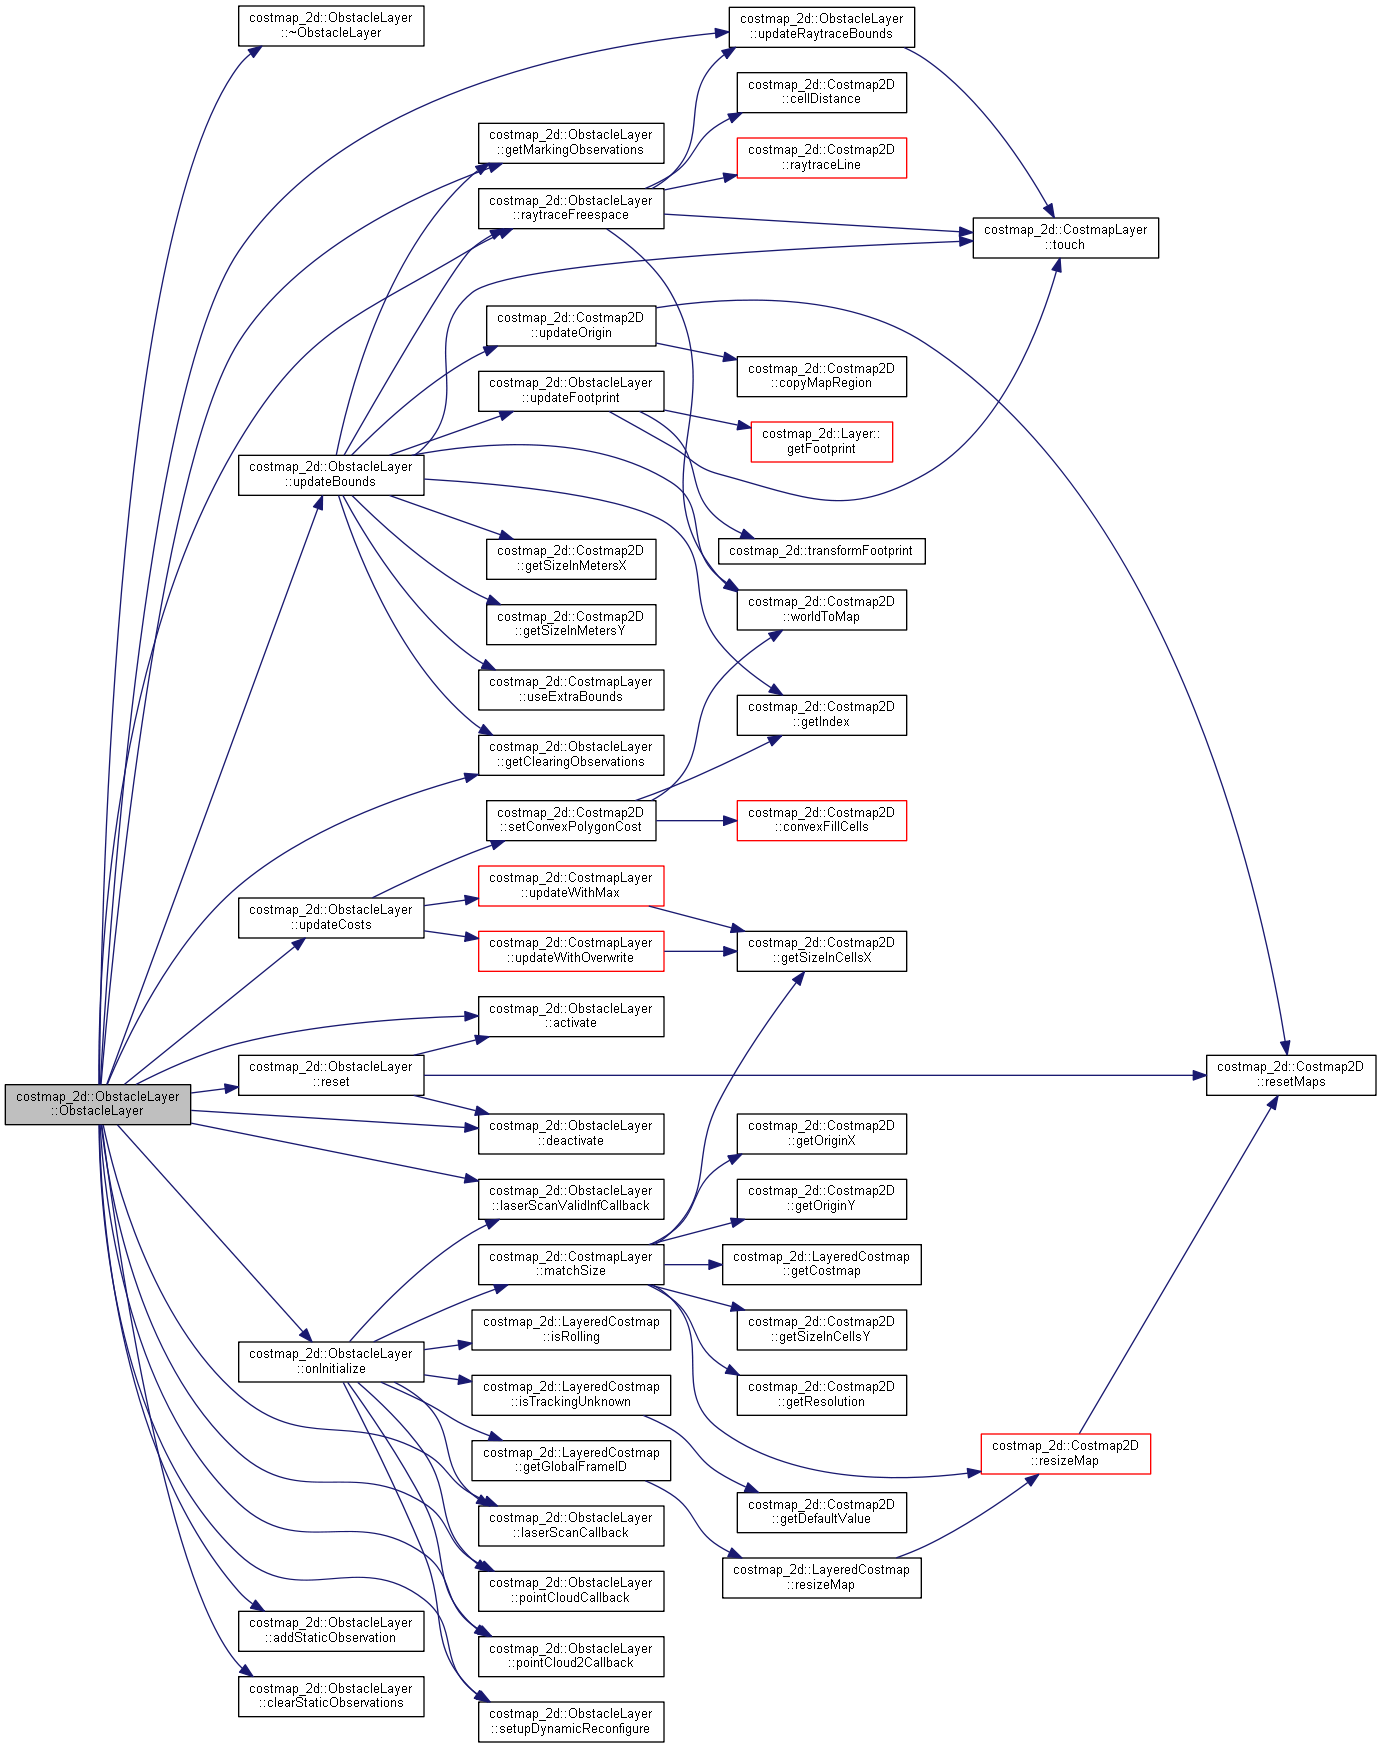 costmap_2d::ObstacleLayer
::ObstacleLayer
costmap_2d::ObstacleLayer
::~ObstacleLayer
costmap_2d::ObstacleLayer
::updateBounds
costmap_2d::ObstacleLayer
::updateCosts
costmap_2d::ObstacleLayer
::reset
costmap_2d::ObstacleLayer
::onInitialize
costmap_2d::ObstacleLayer
::addStaticObservation
costmap_2d::ObstacleLayer
::clearStaticObservations
costmap_2d::ObstacleLayer
::getMarkingObservations
costmap_2d::ObstacleLayer
::raytraceFreespace
costmap_2d::Costmap2D
::updateOrigin
costmap_2d::ObstacleLayer
::updateFootprint
costmap_2d::Costmap2D
::getSizeInMetersX
costmap_2d::Costmap2D
::getSizeInMetersY
costmap_2d::CostmapLayer
::useExtraBounds
costmap_2d::ObstacleLayer
::getClearingObservations
costmap_2d::Costmap2D
::setConvexPolygonCost
costmap_2d::CostmapLayer
::updateWithMax
costmap_2d::CostmapLayer
::updateWithOverwrite
costmap_2d::ObstacleLayer
::activate
costmap_2d::ObstacleLayer
::deactivate
costmap_2d::ObstacleLayer
::laserScanValidInfCallback
costmap_2d::CostmapLayer
::matchSize
costmap_2d::LayeredCostmap
::isRolling
costmap_2d::LayeredCostmap
::isTrackingUnknown
costmap_2d::LayeredCostmap
::getGlobalFrameID
costmap_2d::ObstacleLayer
::laserScanCallback
costmap_2d::ObstacleLayer
::pointCloudCallback
costmap_2d::ObstacleLayer
::pointCloud2Callback
costmap_2d::ObstacleLayer
::setupDynamicReconfigure
costmap_2d::ObstacleLayer
::updateRaytraceBounds
costmap_2d::Costmap2D
::cellDistance
costmap_2d::Costmap2D
::raytraceLine
costmap_2d::Costmap2D
::copyMapRegion
costmap_2d::Layer::
getFootprint
costmap_2d::transformFootprint
costmap_2d::Costmap2D
::worldToMap
costmap_2d::Costmap2D
::getIndex
costmap_2d::Costmap2D
::convexFillCells
costmap_2d::Costmap2D
::getSizeInCellsX
costmap_2d::Costmap2D
::getOriginX
costmap_2d::Costmap2D
::getOriginY
costmap_2d::LayeredCostmap
::getCostmap
costmap_2d::Costmap2D
::getSizeInCellsY
costmap_2d::Costmap2D
::getResolution
costmap_2d::Costmap2D
::getDefaultValue
costmap_2d::LayeredCostmap
::resizeMap
costmap_2d::CostmapLayer
::touch
costmap_2d::Costmap2D
::resizeMap
costmap_2d::Costmap2D
::resetMaps